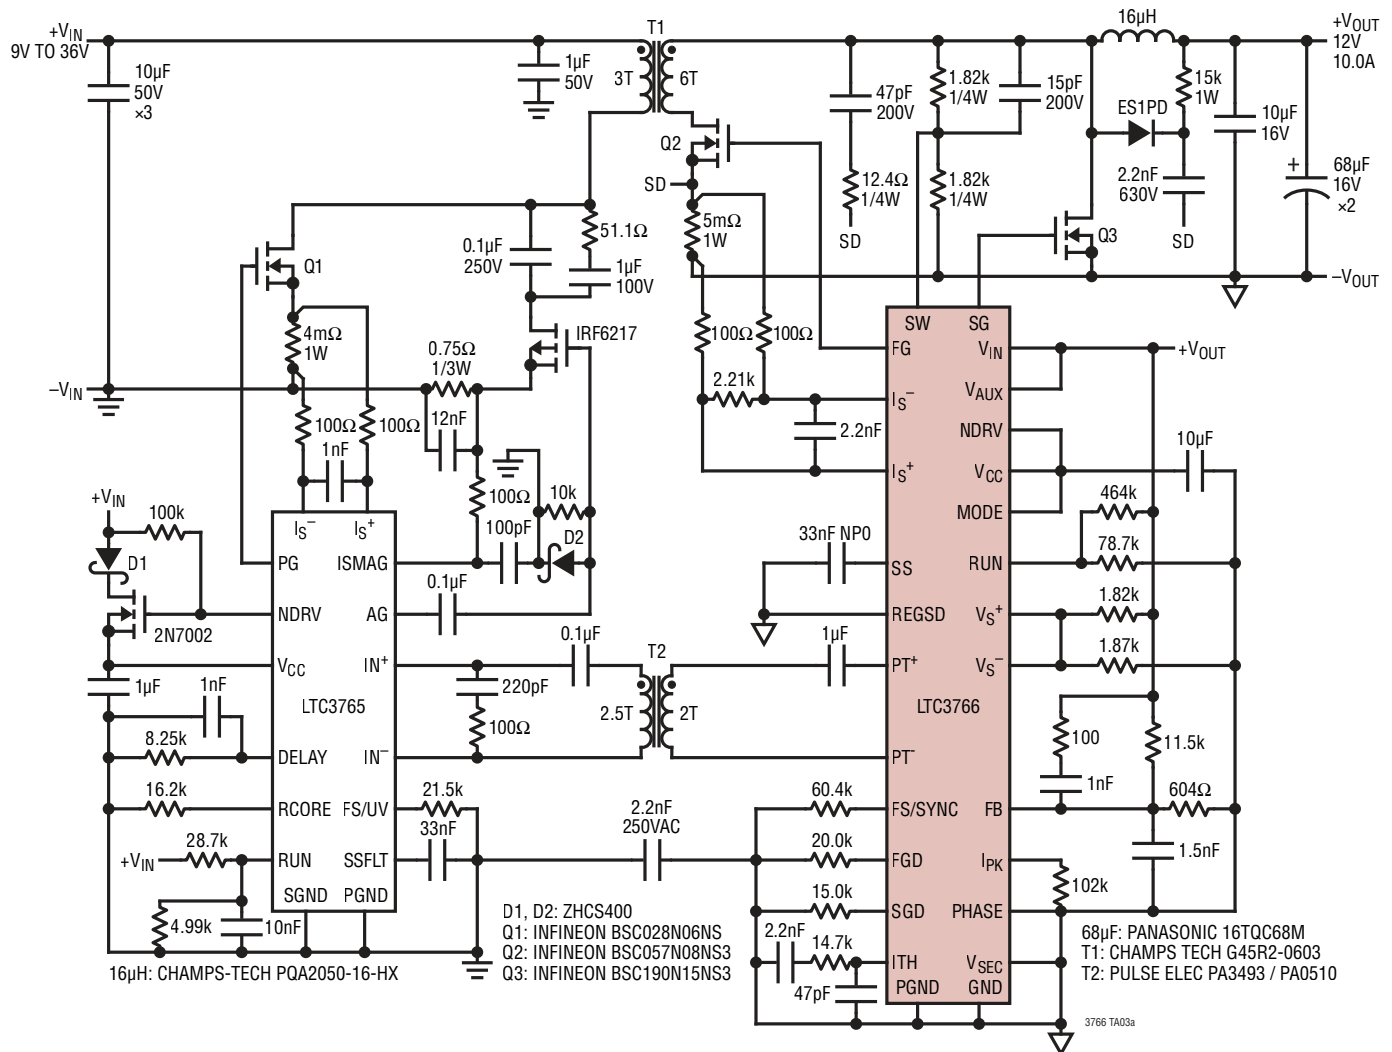 +VIN
9V TO 36V
10µF
50V
×3
1µF
50V
T1
3T
6T
47pF
200V
12.4Ω
1/4W
SD
1.82k
1/4W
1.82k
1/4W
15pF
200V
16µH
ES1PD
15k
1W
2.2nF
630V
SD
10µF
16V
+
68µF
16V
×2
+VOUT
12V
10.0A
–VOUT
Q2
SD
5mΩ
1W
Q3
Q1
4mΩ
1W
0.1µF
250V
51.1Ω
1µF
100V
IRF6217
–VIN
0.75Ω
1/3W
12nF
100Ω
100Ω
1nF
100Ω
100pF
10k
D2
0.1µF
100Ω
100Ω
2.21k
2.2nF
+VIN
100k
D1
2N7002
1µF
1nF
8.25k
16.2k
28.7k
+VIN
4.99k
10nF
IS–
IS+
PG
ISMAG
NDRV
AG
VCC
IN+
LTC3765
DELAY
IN–
RCORE
FS/UV
RUN
SSFLT
SGND
PGND
220pF
100Ω
0.1µF
T2
2.5T
2T
1µF
21.5k
33nF
2.2nF
250VAC
33nF NP0
60.4k
20.0k
15.0k
2.2nF
14.7k
47pF
SW
SG
FG
VIN
VAUX
IS–
NDRV
IS+
VCC
MODE
SS
RUN
REGSD
VS+
PT+
VS–
LTC3766
PT-
FS/SYNC
FB
FGD
IPK
SGD
PHASE
ITH
VSEC
PGND
GND
+VOUT
10µF
464k
78.7k
1.82k
1.87k
100
1nF
11.5k
604Ω
1.5nF
102k
16µH: CHAMPS-TECH PQA2050-16-HX
D1, D2: ZHCS400
Q1: INFINEON BSC028N06NS
Q2: INFINEON BSC057N08NS3
Q3: INFINEON BSC190N15NS3
68µF: PANASONIC 16TQC68M
T1: CHAMPS TECH G45R2-0603
T2: PULSE ELEC PA3493 / PA0510
3766 TA03a